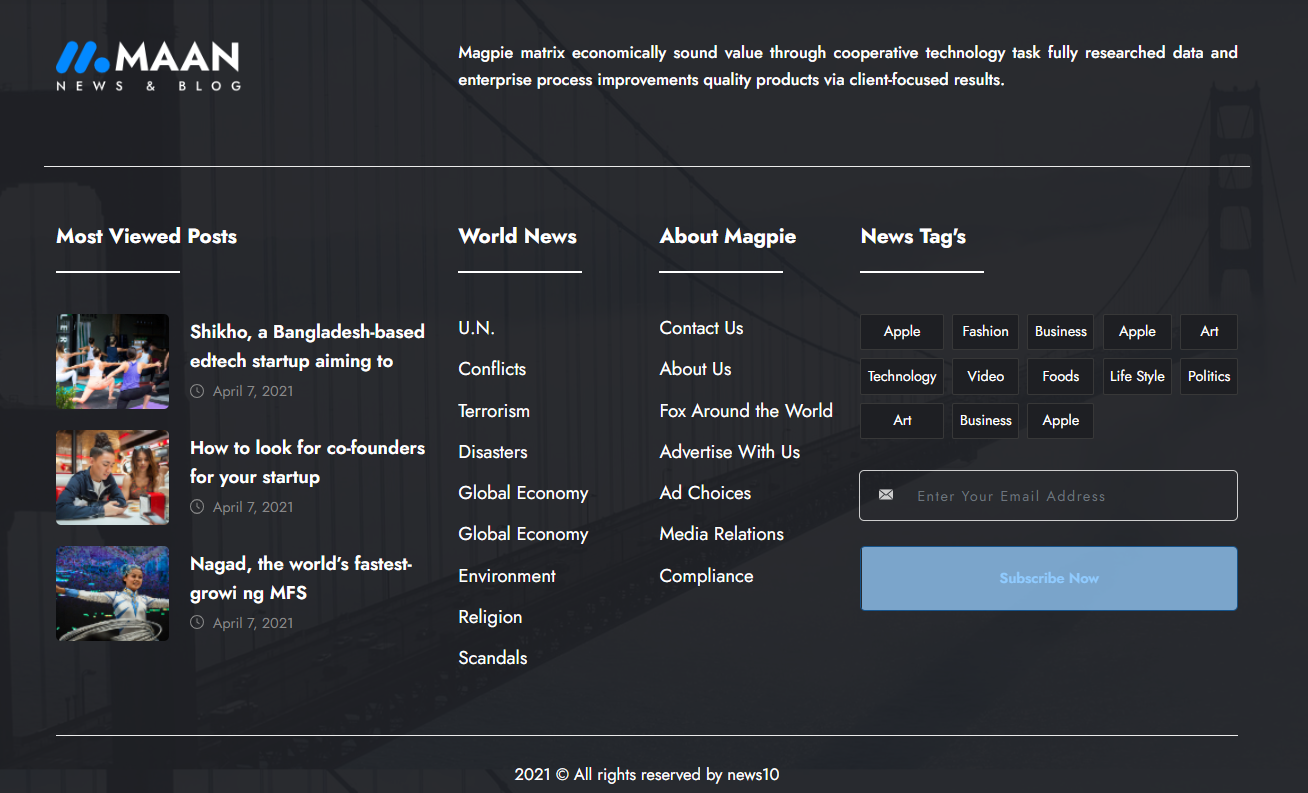 MAAN
NEWS & BLOG
Magpie matrix economically sound value through cooperative technology task fully researched data and
enterprise process improvements quality products via client-focused results.
Most Viewed Posts
Shikho, a Bangladesh-based
edtech startup aiming to
April 7, 2021
How to look for co-founders
for your startup
April 7, 2021
Nagad, the world’s fastest-
growi ng MFS
April 7, 2021
World News
U.N.
Conflicts
Terrorism
Disasters
Global Economy
Global Economy
Environment
Religion
Scandals
About Magpie
Contact Us
About Us
Fox Around the World
Advertise With Us
Ad Choices
Media Relations
Compliance
News Tag's
Apple Fashion Business Apple Art
Technology Video Foods Life Style Politics
Art Business Apple
Enter Your Email Address
Subscribe Now
2021 © All rights reserved by news10